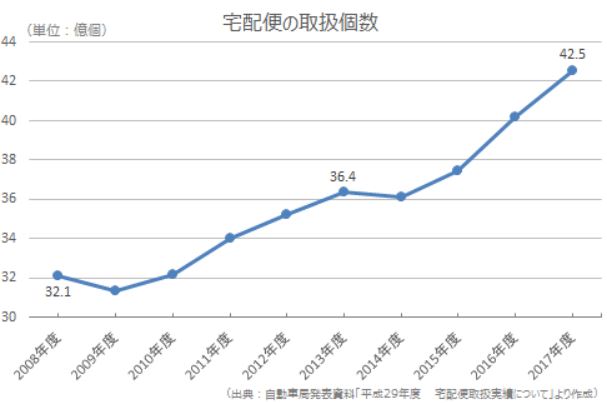 宅配便の取扱個数
(単位：億個)
44
42
40
38
36
34
32
30
42.5
36.4
32.1
2008年度
2009年度
2010年度
2011年度
2012年度
2013年度
2014年度
2015年度
2016年度
2017年度
(出典：自動車局発表資料「平成29年度　宅配便取扱実績について」より作成)